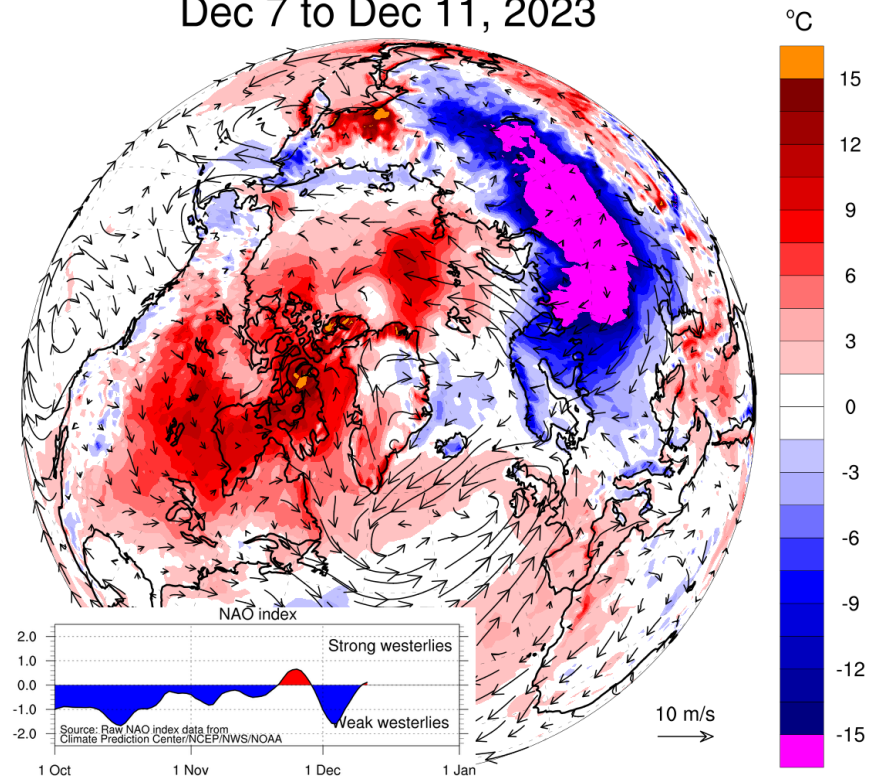 Dec 7 to Dec 11, 2023
°C
15
12
9
6
3
0
-3
-6
-9
-12
-15
10 m/s
NAO index
2.0
1.0
0.0
-1.0
-2.0
Strong westerlies
Weak westerlies
Source: Raw NAO index data from
Climate Prediction Center/NCEP/NWS/NOAA
1 Oct
1 Nov
1 Dec
1 Jan